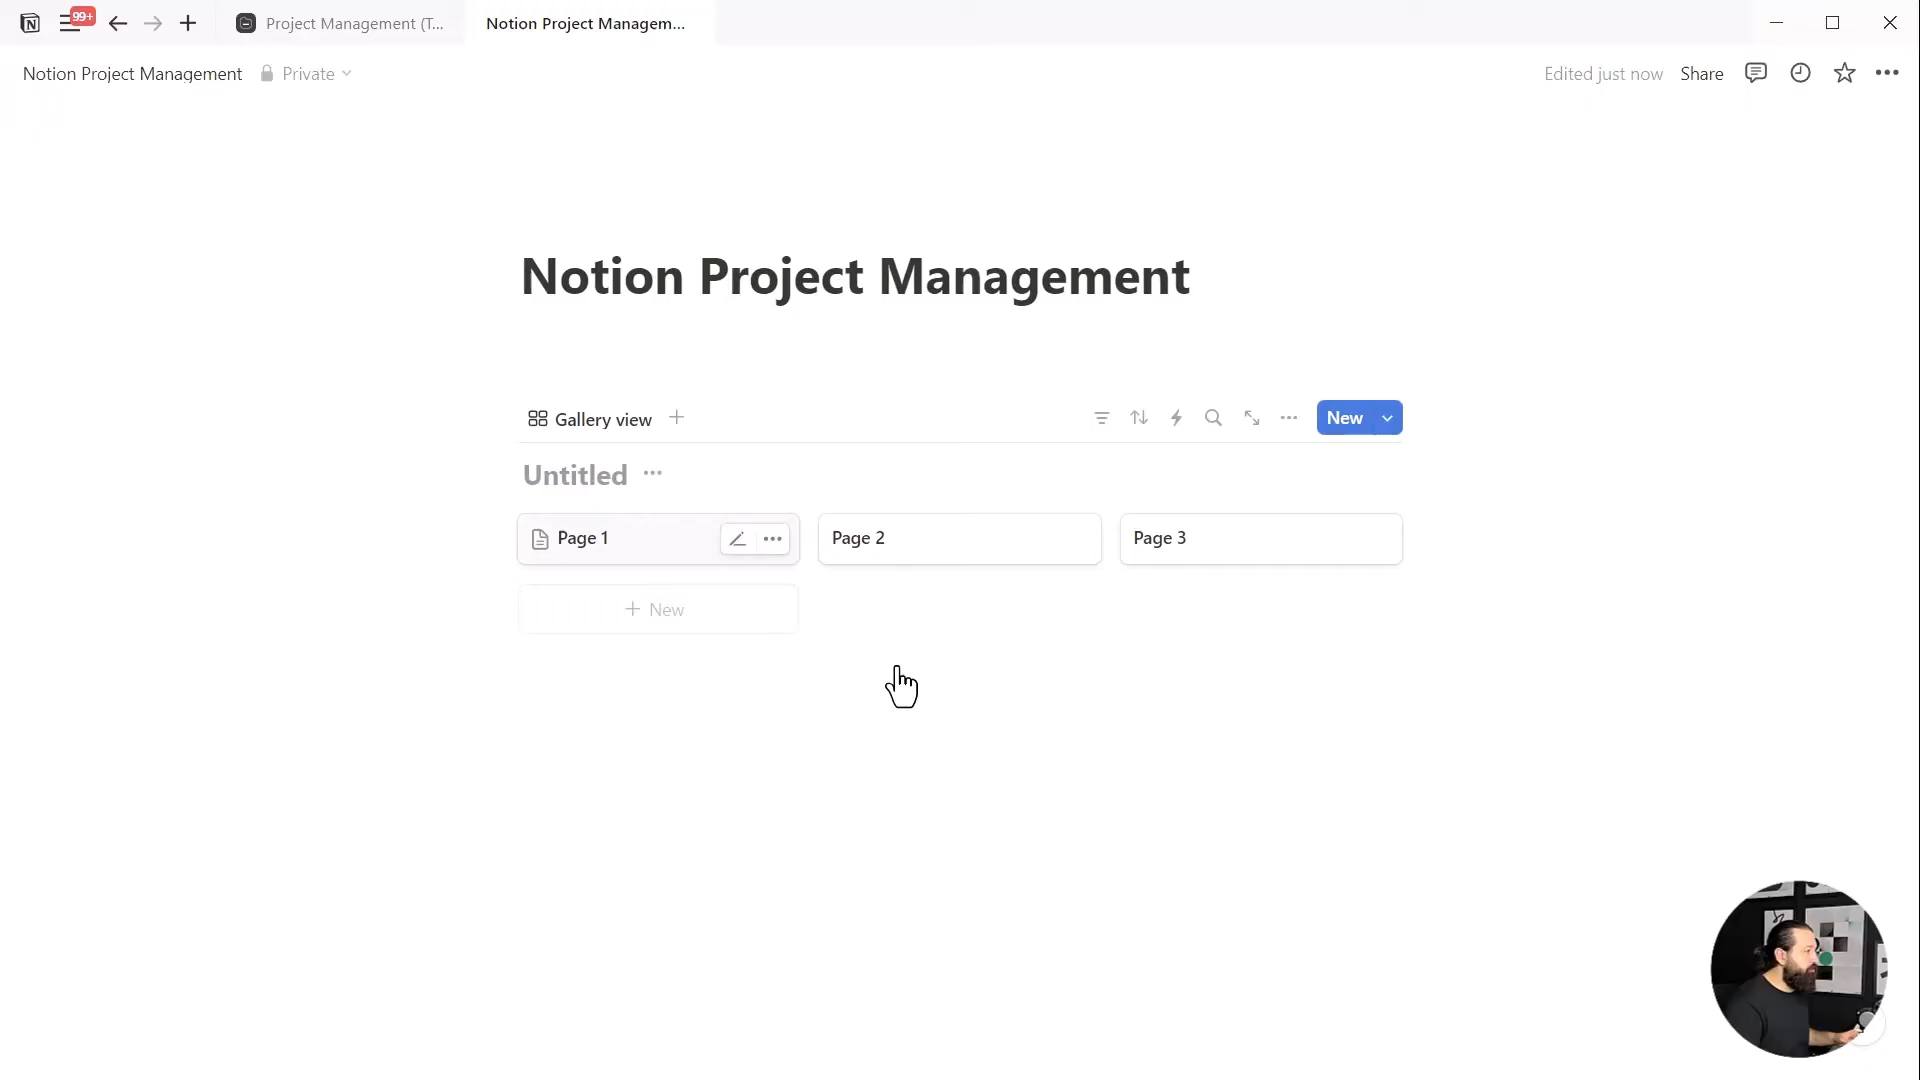 99+
Project Management (T...
Notion Project Managem...
Notion Project Management
Private
Edited just now
Share
Notion Project Management
Gallery view
New
Untitled
Page 1
Page 2
Page 3
New